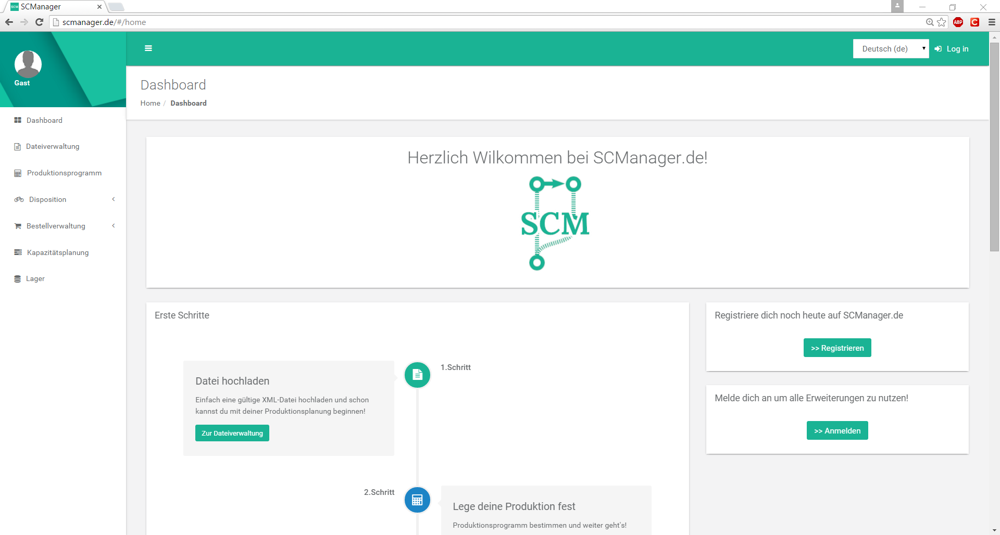 SCManager
scmanager.de/#/home
ABP
C
Deutsch (de)
Log in
Gast
Dashboard
Home / Dashboard
Dashboard
Dateiverwaltung
Produktionsprogramm
Disposition
Bestellverwaltung
Kapazitätsplanung
Lager
Herzlich Wilkommen bei SCManager.de!
SCM
Erste Schritte
1.Schritt
Datei hochladen
Einfach eine gültige XML-Datei hochladen und schon
kannst du mit deiner Produktionsplanung beginnen!
Zur Dateiverwaltung
2.Schritt
Lege deine Produktion fest
Produktionsprogramm bestimmen und weiter geht's!
Registriere dich noch heute auf SCManager.de
>> Registrieren
Melde dich an um alle Erweiterungen zu nutzen!
>> Anmelden